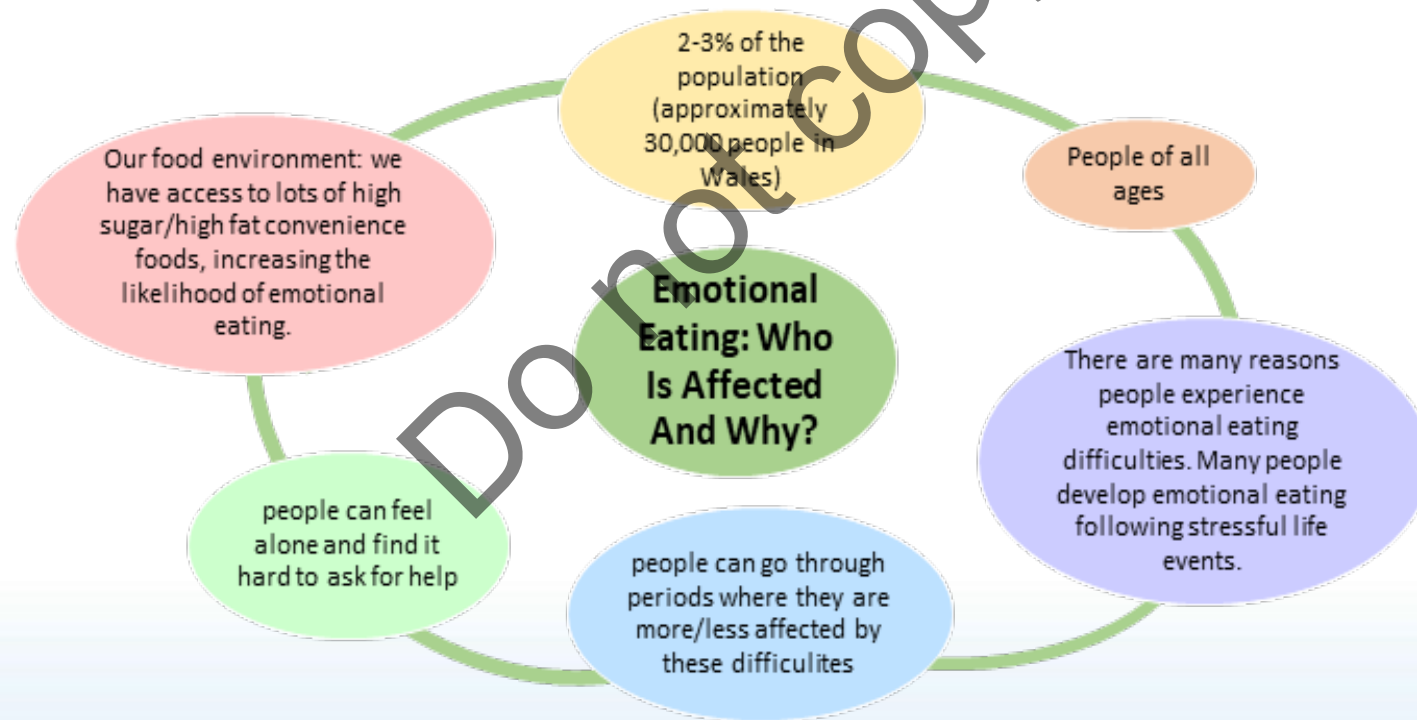 2-3% of the
population
(approximately
30,000 people in
Wales)
People of all
ages
There are many reasons
people experience
emotional eating
difficulties. Many people
develop emotional eating
following stressful life
events.
people can go through
periods where they are
more/less affected by
these difficulites
people can feel
alone and find it
hard to ask for help
Our food environment: we
have access to lots of high
sugar/high fat convenience
foods, increasing the
likelihood of emotional
eating.
Emotional
Eating: Who
Is Affected
And Why?
Do not copy